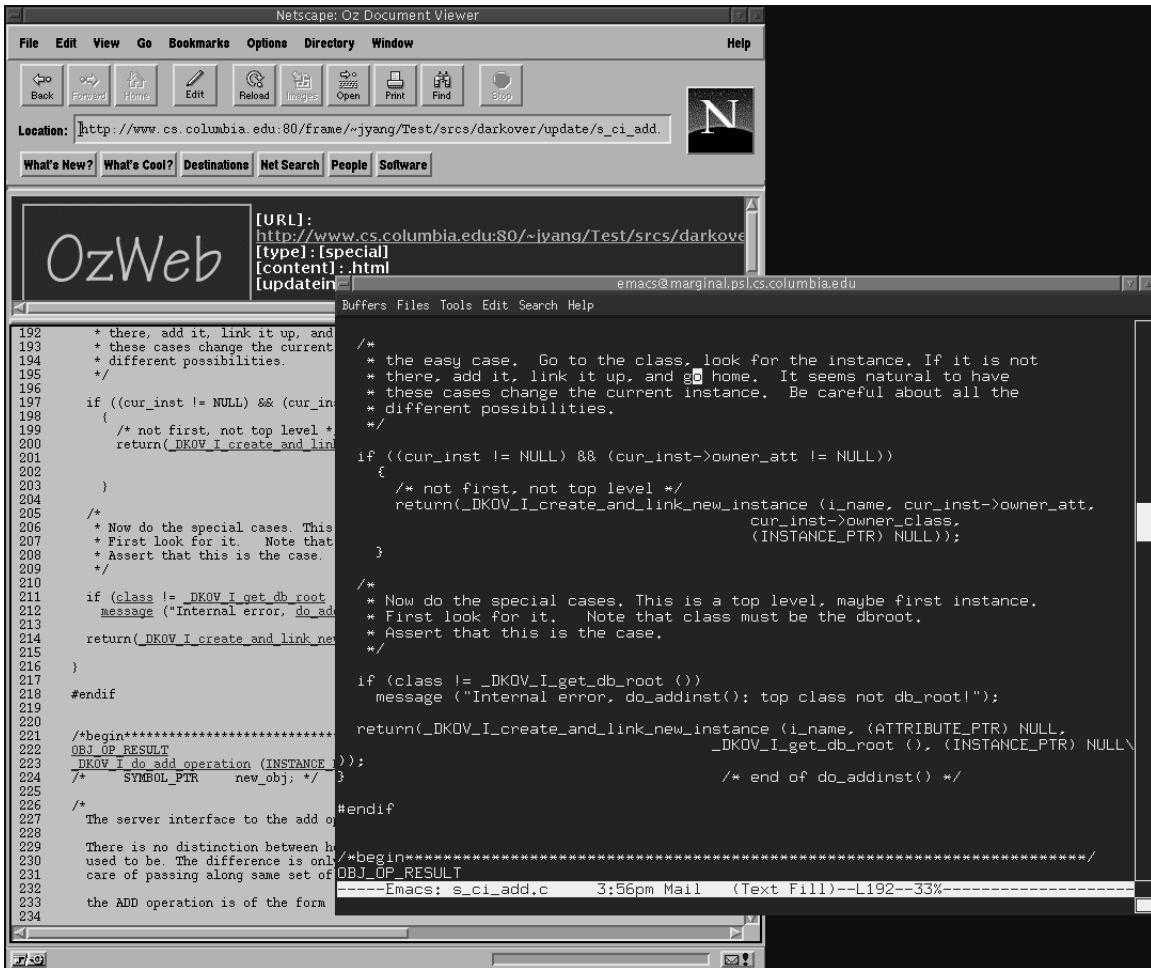 Netscape: Oz Document Viewer
File Edit View Go Bookmarks Options Directory Window Help
Back Forward Home Edit Reload Images Open Print Find Stop
Location: http://www.cs.columbia.edu:80/frame/~jyang/Test/srcs/darkover/update/s_ci_add.
N
What's New? What's Cool? Destinations Net Search People Software
OzWeb
[URL]:
http://www.cs.columbia.edu:80/~jyang/Test/srcs/darkove
[type]:[special]
[content]:.html
[updatein
192 * there, add it, link it up, and
193 * these cases change the current
194 * different possibilities.
195 */
196
197 if ((cur_inst != NULL) && (cur_in
198 {
199 /* not first, not top level *
200 return(_DKOV_I_create_and_lin
201
202
203 }
204
205 /*
206 * Now do the special cases. This
207 * First look for it. Note that
208 * Assert that this is the case.
209 */
210
211 if (class != _DKOV_I_get_db_root
212 message ("Internal error, do_ad
213
214 return(_DKOV_I_create_and_link_ne
215
216 }
217
218 #endif
219
220
221 /*begin*****************************
222 OBJ_OP_RESULT
223 _DKOV_I_do_add_operation (INSTANCE_
224 /* SYMBOL_PTR new_obj; */
225
226 /*
227 The server interface to the add o
228
229 There is no distinction between h
230 used to be. The difference is onl
231 care of passing along same set of
232
233 the ADD operation is of the form
234
emacs@marginal.psl.cs.columbia.edu
Buffers Files Tools Edit Search Help
/*
* the easy case. Go to the class, look for the instance. If it is not
* there, add it, link it up, and go home. It seems natural to have
* these cases change the current instance. Be careful about all the
* different possibilities.
*/
if ((cur_inst != NULL) && (cur_inst->owner_att != NULL))
{
/* not first, not top level */
return(_DKOV_I_create_and_link_new_instance (i_name, cur_inst->owner_att,
cur_inst->owner_class,
(INSTANCE_PTR) NULL));
}
/*
* Now do the special cases. This is a top level, maybe first instance.
* First look for it. Note that class must be the dbroot.
* Assert that this is the case.
*/
if (class != _DKOV_I_get_db_root ())
message ("Internal error, do_addinst(): top class not db_root!");
return(_DKOV_I_create_and_link_new_instance (i_name, (ATTRIBUTE_PTR) NULL,
_DKOV_I_get_db_root (), (INSTANCE_PTR) NULL\
));
} /* end of do_addinst() */
#endif
/*begin***************************************************************************/
OBJ_OP_RESULT
-----Emacs: s_ci_add.c 3:56pm Mail (Text Fill)--L192--33%---------------------